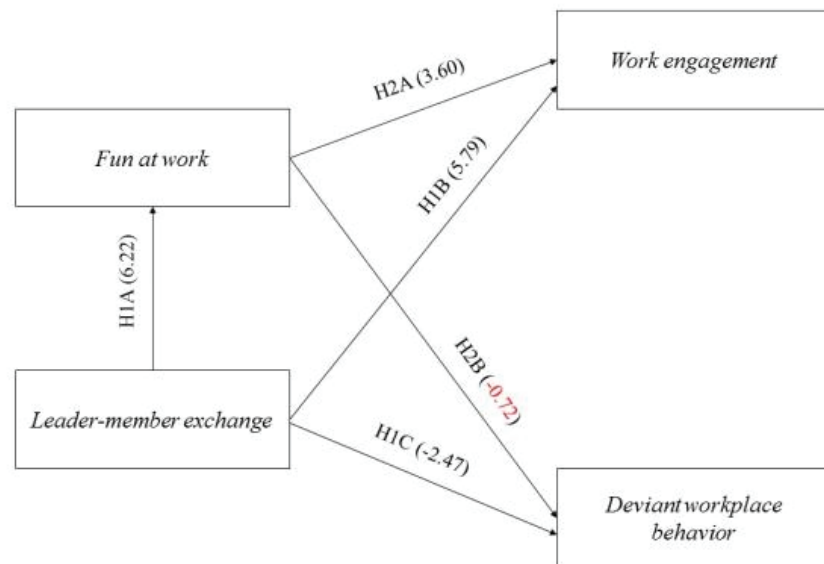 Work engagement
H2A (3.60)
Fun at work
H1B (5.79)
H1A (6.22)
H2B (-0.72)
Leader-member exchange
H1C (-2.47)
Deviant workplace
behavior